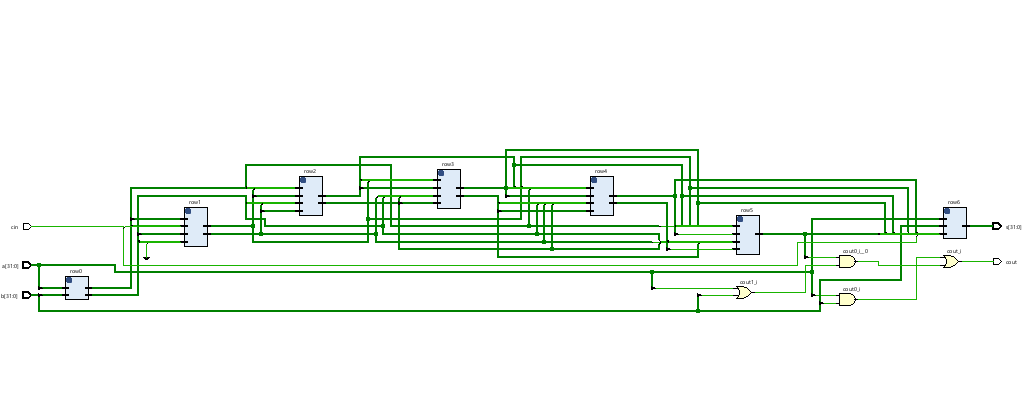 row3
row4
row2
row1
row6
row5
cin
s[31:0]
cout0_i__0
cout_i
cout
a[31:0]
row0
cout1_i
cout0_i
b[31:0]